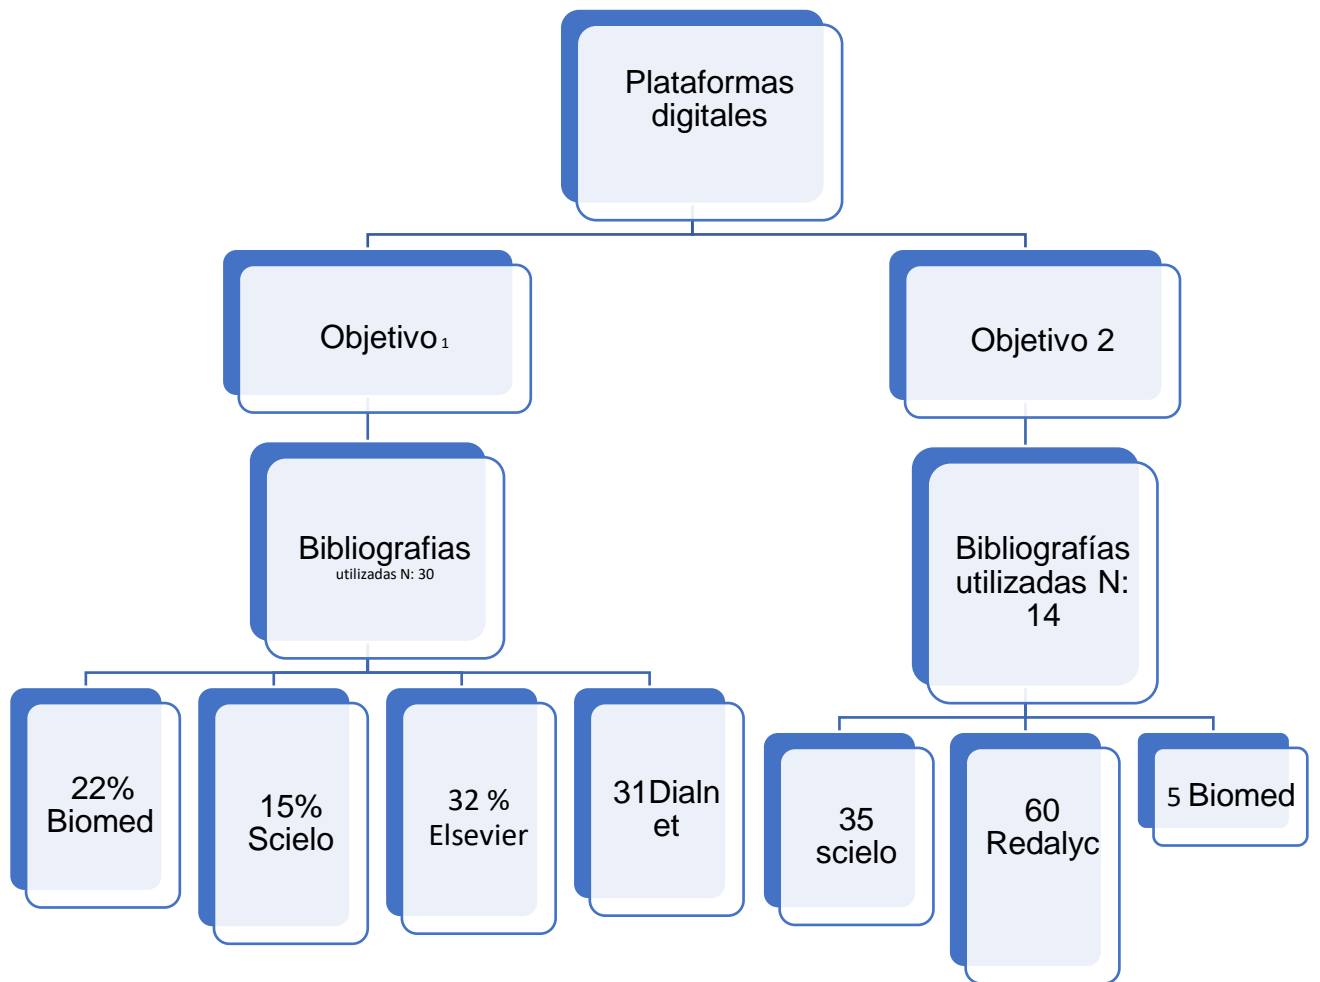 Plataformas
digitales
Objetivo 1
Objetivo 2
Bibliografias
utilizadas N: 30
Bibliografías
utilizadas N:
14
22%
Biomed
15%
Scielo
32 %
Elsevier
31Dialn
et
35
scielo
60
Redalyc
5 Biomed